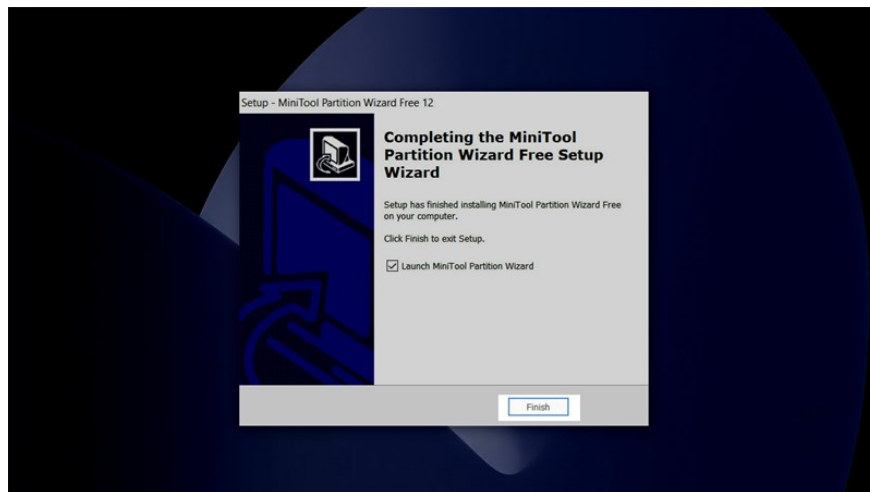 Setup - MiniTool Partition Wizard Free 12
Completing the MiniTool
Partition Wizard Free Setup
Wizard
Setup has finished installing MiniTool Partition Wizard Free
on your computer.
Click Finish to exit Setup.
Launch MiniTool Partition Wizard
Finish